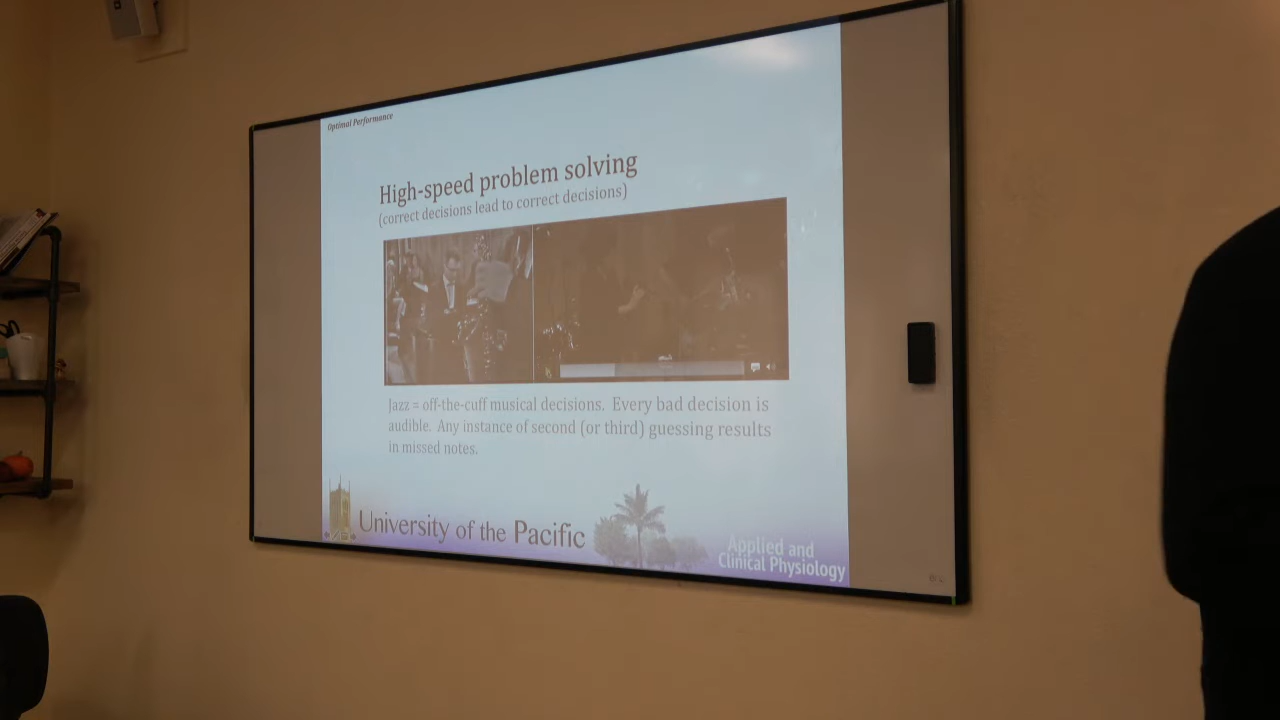 Optimal Performance
High-speed problem solving
(correct decisions lead to correct decisions)
Jazz = off-the-cuff musical decisions. Every bad decision is
audible. Any instance of second (or third) guessing results
in missed notes.
University of the Pacific
Applied and
Clinical Physiology